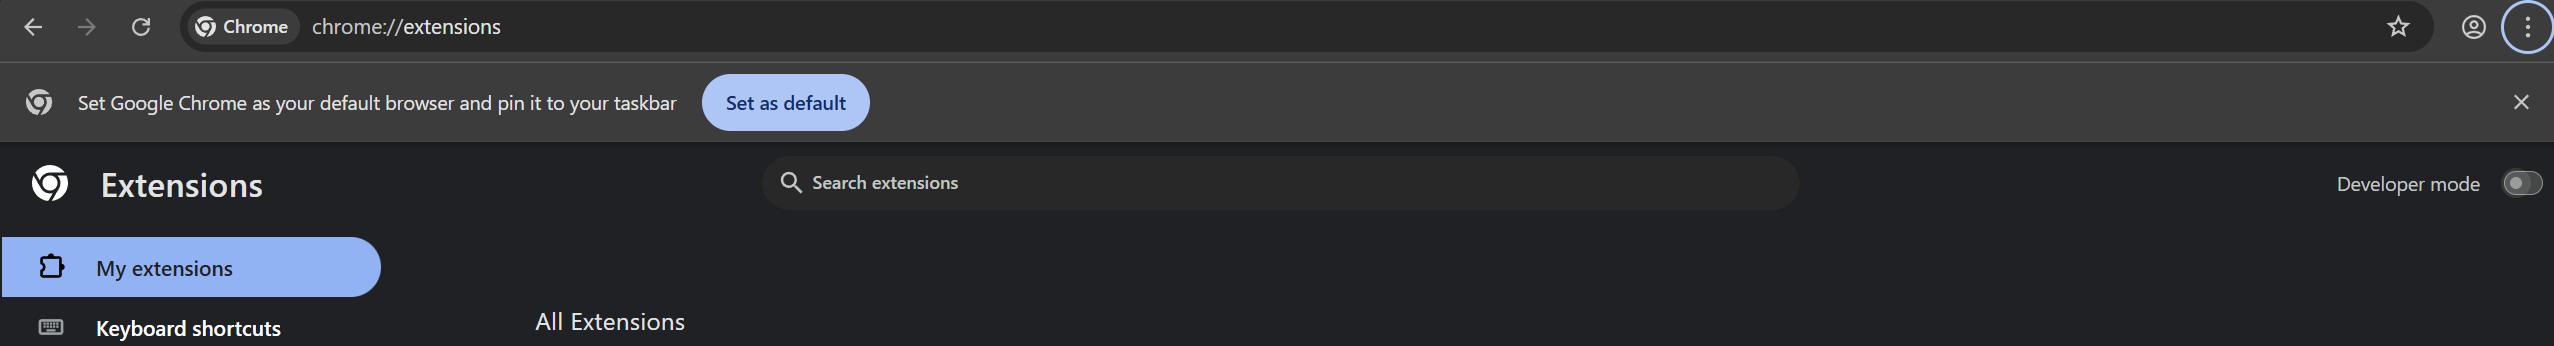 Chrome chrome://extensions
Set Google Chrome as your default browser and pin it to your taskbar Set as default
Extensions Search extensions Developer mode
My extensions
Keyboard shortcuts
All Extensions